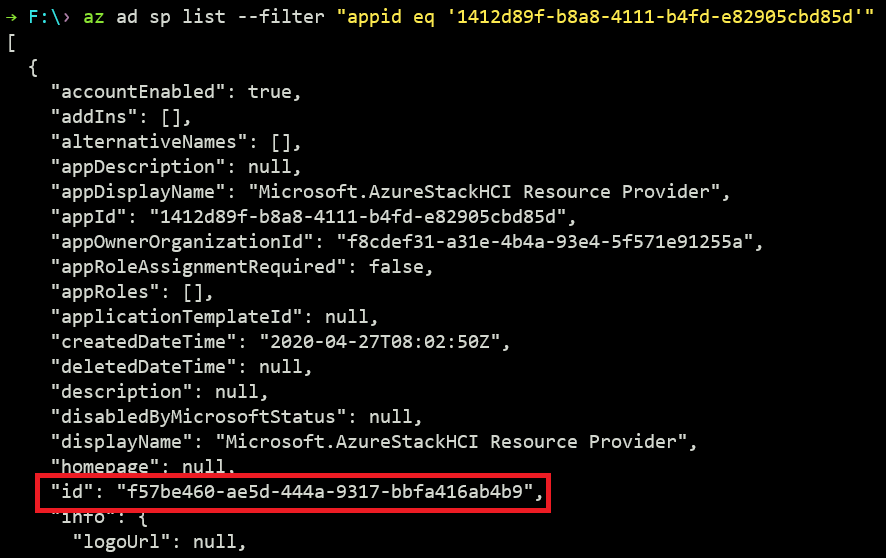 → F:\› az ad sp list --filter "appid eq '1412d89f-b8a8-4111-b4fd-e82905cbd85d'"
[
  {
    "accountEnabled": true,
    "addIns": [],
    "alternativeNames": [],
    "appDescription": null,
    "appDisplayName": "Microsoft.AzureStackHCI Resource Provider",
    "appId": "1412d89f-b8a8-4111-b4fd-e82905cbd85d",
    "appOwnerOrganizationId": "f8cdef31-a31e-4b4a-93e4-5f571e91255a",
    "appRoleAssignmentRequired": false,
    "appRoles": [],
    "applicationTemplateId": null,
    "createdDateTime": "2020-04-27T08:02:50Z",
    "deletedDateTime": null,
    "description": null,
    "disabledByMicrosoftStatus": null,
    "displayName": "Microsoft.AzureStackHCI Resource Provider",
    "homepage": null,
    "id": "f57be460-ae5d-444a-9317-bbfa416ab4b9",
    "info": {
      "logoUrl": null,